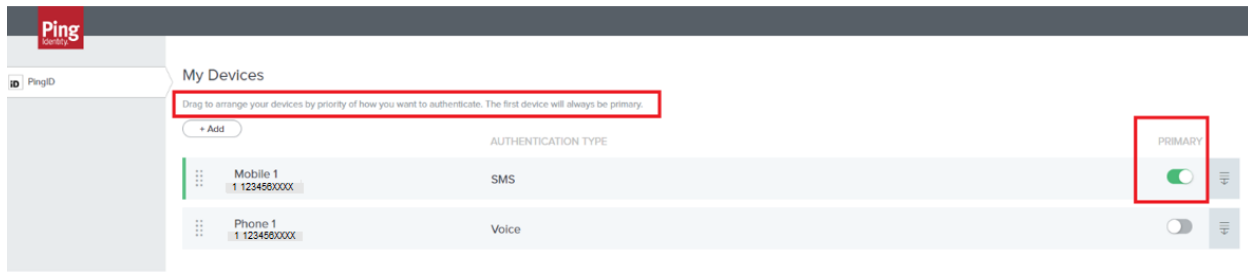 Ping
Identity.
iD PingID
My Devices
Drag to arrange your devices by priority of how you want to authenticate. The first device will always be primary.
+ Add
AUTHENTICATION TYPE PRIMARY
Mobile 1
1 123456XXXX
SMS
Phone 1
1 123456XXXX
Voice